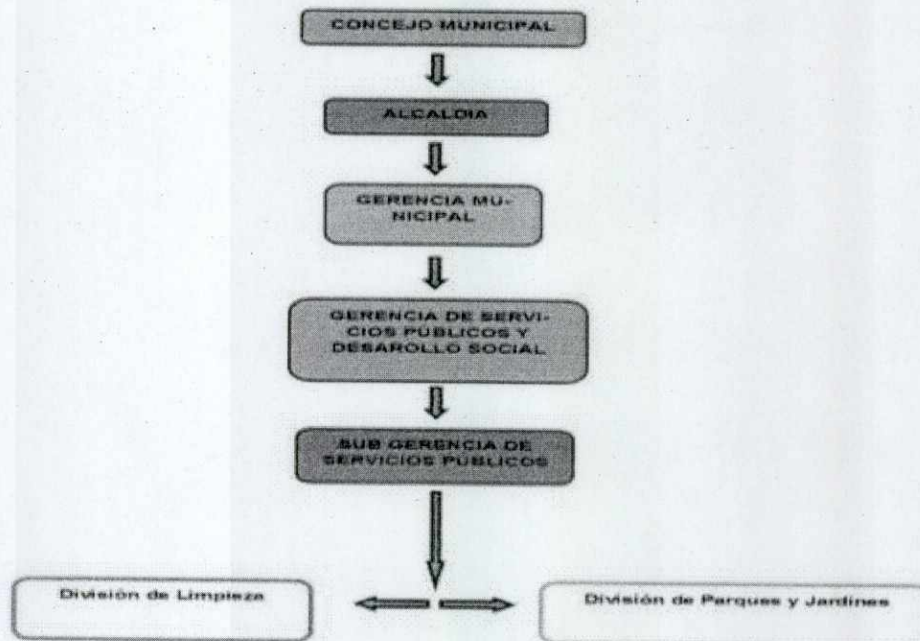 CONCEJO MUNICIPAL
ALCALDIA
GERENCIA MU-
NICIPAL
GERENCIA DE SERVI-
CIOS PÚBLICOS Y
DESAROLLO SOCIAL
SUB GERENCIA DE
SERVICIOS PÚBLICOS
División de Limpieza
División de Parques y Jardines